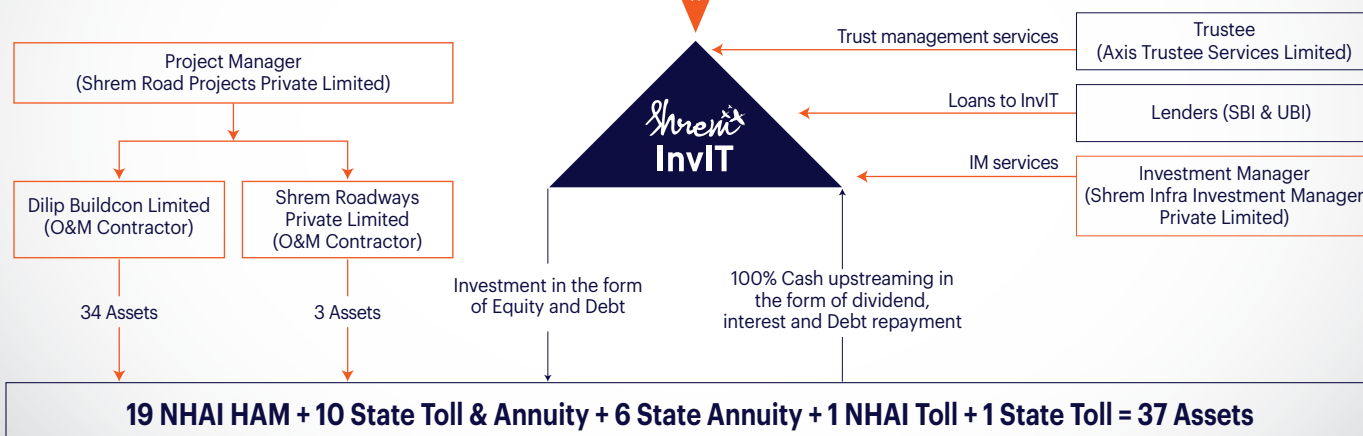 Project Manager
(Shrem Road Projects Private Limited)
Dilip Buildcon Limited
(O&M Contractor)
Shrem Roadways
Private Limited
(O&M Contractor)
34 Assets
3 Assets
Shrem
InvIT
Investment in the form
of Equity and Debt
100% Cash upstreaming in
the form of dividend,
interest and Debt repayment
Trust management services
Trustee
(Axis Trustee Services Limited)
Loans to InvIT
Lenders (SBI & UBI)
IM services
Investment Manager
(Shrem Infra Investment Manager
Private Limited)
19 NHAI HAM + 10 State Toll & Annuity + 6 State Annuity + 1 NHAI Toll + 1 State Toll = 37 Assets